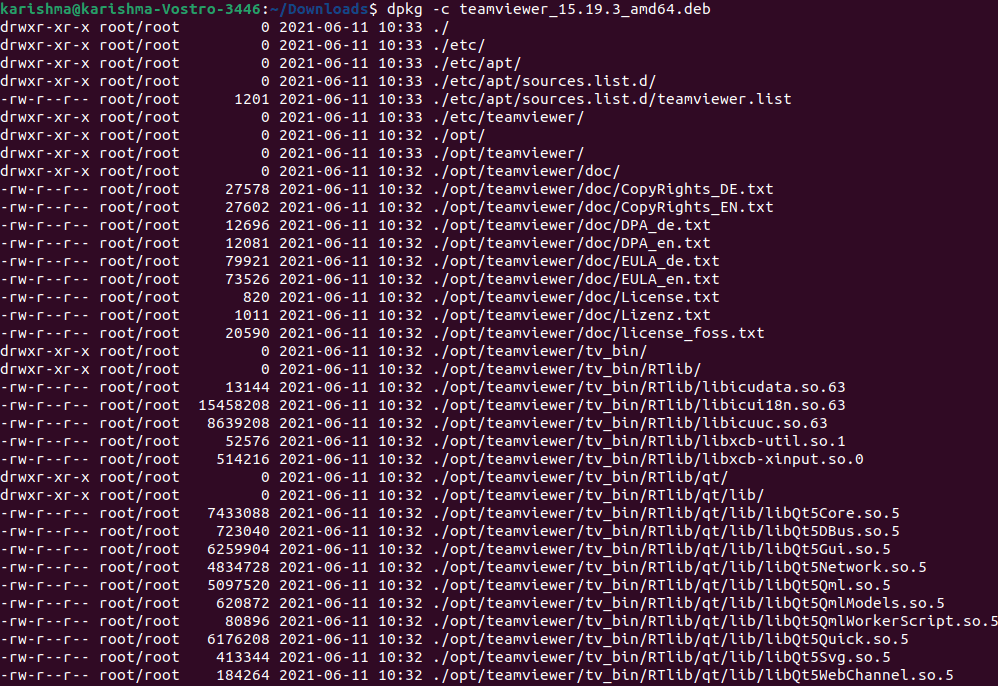 karishma@karishma-Vostro-3446:~/Downloads$ dpkg -c teamviewer_15.19.3_amd64.deb
drwxr-xr-x root/root         0 2021-06-11 10:33 ./
drwxr-xr-x root/root         0 2021-06-11 10:33 ./etc/
drwxr-xr-x root/root         0 2021-06-11 10:33 ./etc/apt/
drwxr-xr-x root/root         0 2021-06-11 10:33 ./etc/apt/sources.list.d/
-rw-r--r-- root/root      1201 2021-06-11 10:33 ./etc/apt/sources.list.d/teamviewer.list
drwxr-xr-x root/root         0 2021-06-11 10:33 ./etc/teamviewer/
drwxr-xr-x root/root         0 2021-06-11 10:32 ./opt/
drwxr-xr-x root/root         0 2021-06-11 10:33 ./opt/teamviewer/
drwxr-xr-x root/root         0 2021-06-11 10:32 ./opt/teamviewer/doc/
-rw-r--r-- root/root     27578 2021-06-11 10:32 ./opt/teamviewer/doc/CopyRights_DE.txt
-rw-r--r-- root/root     27602 2021-06-11 10:32 ./opt/teamviewer/doc/CopyRights_EN.txt
-rw-r--r-- root/root     12696 2021-06-11 10:32 ./opt/teamviewer/doc/DPA_de.txt
-rw-r--r-- root/root     12081 2021-06-11 10:32 ./opt/teamviewer/doc/DPA_en.txt
-rw-r--r-- root/root     79921 2021-06-11 10:32 ./opt/teamviewer/doc/EULA_de.txt
-rw-r--r-- root/root     73526 2021-06-11 10:32 ./opt/teamviewer/doc/EULA_en.txt
-rw-r--r-- root/root       820 2021-06-11 10:32 ./opt/teamviewer/doc/License.txt
-rw-r--r-- root/root      1011 2021-06-11 10:32 ./opt/teamviewer/doc/Lizenz.txt
-rw-r--r-- root/root     20590 2021-06-11 10:32 ./opt/teamviewer/doc/license_foss.txt
drwxr-xr-x root/root         0 2021-06-11 10:32 ./opt/teamviewer/tv_bin/
drwxr-xr-x root/root         0 2021-06-11 10:32 ./opt/teamviewer/tv_bin/RTlib/
-rw-r--r-- root/root     13144 2021-06-11 10:32 ./opt/teamviewer/tv_bin/RTlib/libicudata.so.63
-rw-r--r-- root/root  15458208 2021-06-11 10:32 ./opt/teamviewer/tv_bin/RTlib/libicui18n.so.63
-rw-r--r-- root/root   8639208 2021-06-11 10:32 ./opt/teamviewer/tv_bin/RTlib/libicuuc.so.63
-rw-r--r-- root/root     52576 2021-06-11 10:32 ./opt/teamviewer/tv_bin/RTlib/libxcb-util.so.1
-rw-r--r-- root/root    514216 2021-06-11 10:32 ./opt/teamviewer/tv_bin/RTlib/libxcb-xinput.so.0
drwxr-xr-x root/root         0 2021-06-11 10:32 ./opt/teamviewer/tv_bin/RTlib/qt/
drwxr-xr-x root/root         0 2021-06-11 10:32 ./opt/teamviewer/tv_bin/RTlib/qt/lib/
-rw-r--r-- root/root   7433088 2021-06-11 10:32 ./opt/teamviewer/tv_bin/RTlib/qt/lib/libQt5Core.so.5
-rw-r--r-- root/root    723040 2021-06-11 10:32 ./opt/teamviewer/tv_bin/RTlib/qt/lib/libQt5DBus.so.5
-rw-r--r-- root/root   6259904 2021-06-11 10:32 ./opt/teamviewer/tv_bin/RTlib/qt/lib/libQt5Gui.so.5
-rw-r--r-- root/root   4834728 2021-06-11 10:32 ./opt/teamviewer/tv_bin/RTlib/qt/lib/libQt5Network.so.5
-rw-r--r-- root/root   5097520 2021-06-11 10:32 ./opt/teamviewer/tv_bin/RTlib/qt/lib/libQt5Qml.so.5
-rw-r--r-- root/root    620872 2021-06-11 10:32 ./opt/teamviewer/tv_bin/RTlib/qt/lib/libQt5QmlModels.so.5
-rw-r--r-- root/root     80896 2021-06-11 10:32 ./opt/teamviewer/tv_bin/RTlib/qt/lib/libQt5QmlWorkerScript.so.5
-rw-r--r-- root/root   6176208 2021-06-11 10:32 ./opt/teamviewer/tv_bin/RTlib/qt/lib/libQt5Quick.so.5
-rw-r--r-- root/root    413344 2021-06-11 10:32 ./opt/teamviewer/tv_bin/RTlib/qt/lib/libQt5Svg.so.5
-rw-r--r-- root/root    184264 2021-06-11 10:32 ./opt/teamviewer/tv_bin/RTlib/qt/lib/libQt5WebChannel.so.5